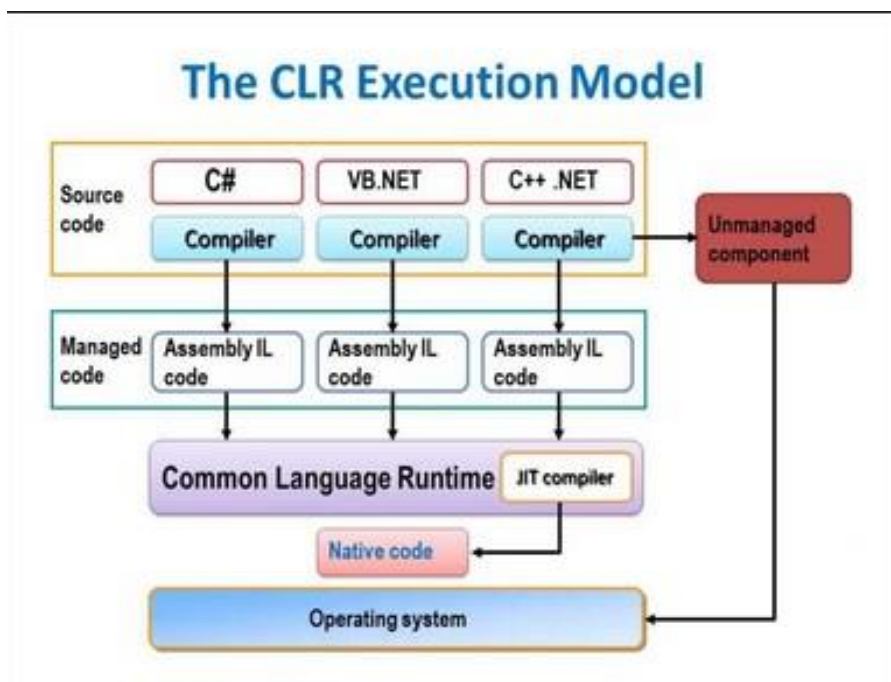 The CLR Execution Model
Source
code
C#
VB.NET
C++ .NET
Compiler
Compiler
Compiler
Unmanaged
component
Managed
code
Assembly IL
code
Assembly IL
code
Assembly IL
code
Common Language Runtime
JIT compiler
Native code
Operating system